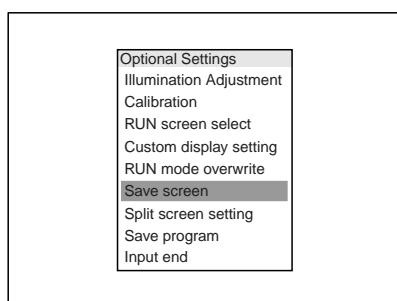 Optional Settings
Illumination Adjustment
Calibration
RUN screen select
Custom display setting
RUN mode overwrite
Save screen
Split screen setting
Save program
Input end